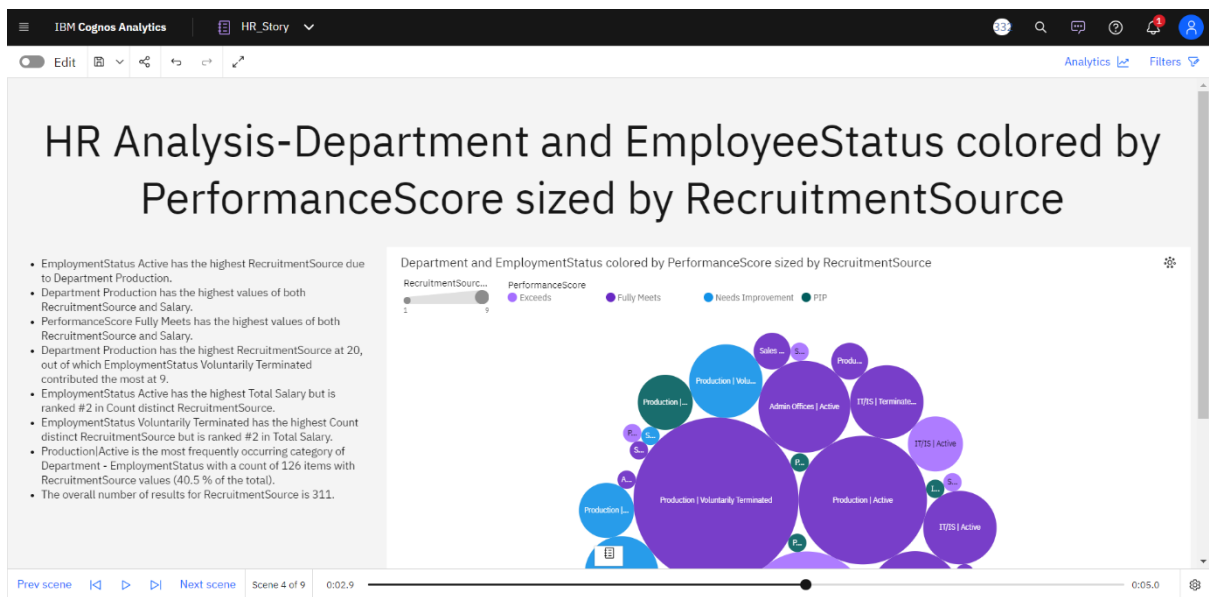 IBM Cognos Analytics
HR_Story
332
1
Edit
Analytics
Filters
HR Analysis-Department and EmployeeStatus colored by
PerformanceScore sized by RecruitmentSource
• EmploymentStatus Active has the highest RecruitmentSource due
to Department Production.
• Department Production has the highest values of both
RecruitmentSource and Salary.
• PerformanceScore Fully Meets has the highest values of both
RecruitmentSource and Salary.
• Department Production has the highest RecruitmentSource at 20,
out of which EmploymentStatus Voluntarily Terminated
contributed the most at 9.
• EmploymentStatus Active has the highest Total Salary but is
ranked #2 in Count distinct RecruitmentSource.
• EmploymentStatus Voluntarily Terminated has the highest Count
distinct RecruitmentSource but is ranked #2 in Total Salary.
• Production|Active is the most frequently occurring category of
Department - EmploymentStatus with a count of 126 items with
RecruitmentSource values (40.5 % of the total).
• The overall number of results for RecruitmentSource is 311.
Department and EmploymentStatus colored by PerformanceScore sized by RecruitmentSource
RecruitmentSourc...
1
9
PerformanceScore
Exceeds
Fully Meets
Needs Improvement
PIP
Sales ...
S...
Produ...
Production | Volu...
Production |...
Admin Offices | Active
IT/IS | Terminate...
P...
S...
S...
IT/IS | Active
P...
A...
I...
S...
Production | Voluntarily Terminated
Production | Active
Production |...
IT/IS | Active
P...
Prev scene
Next scene
Scene 4 of 9
0:02.9
0:05.0